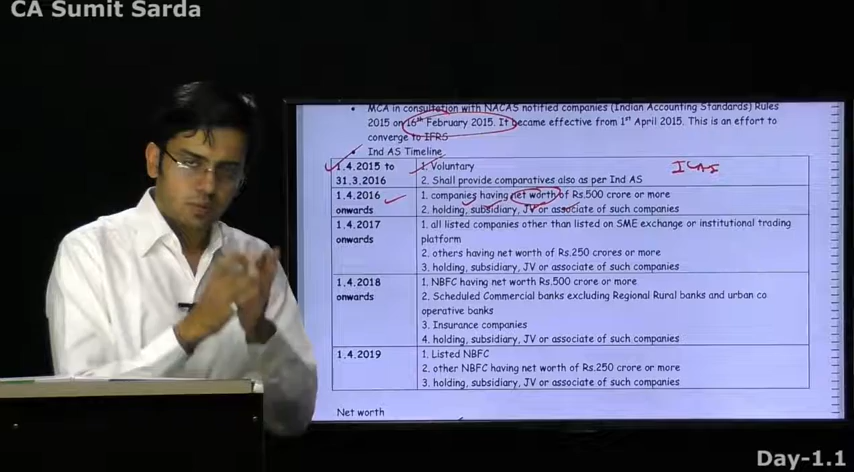 CA Sumit Sarda
• MCA in consultation with NACAS notified companies (Indian Accounting Standards) Rules
2015 on 16th February 2015. It became effective from 1st April 2015. This is an effort to
converge to IFRS
• Ind AS Timeline
1.4.2015 to
31.3.2016
1. Voluntary
2. Shall provide comparatives also as per Ind AS
1.4.2016
onwards
1. companies having net worth of Rs.500 crore or more
2. holding, subsidiary, JV or associate of such companies
1.4.2017
onwards
1. all listed companies other than listed on SME exchange or institutional trading
platform
2. others having net worth of Rs.250 crores or more
3. holding, subsidiary, JV or associate of such companies
1.4.2018
onwards
1. NBFC having net worth Rs.500 crore or more
2. Scheduled Commercial banks excluding Regional Rural banks and urban co
operative banks
3. Insurance companies
4. holding, subsidiary, JV or associate of such companies
1.4.2019
1. Listed NBFC
2. other NBFC having net worth of Rs.250 crore or more
3. holding, subsidiary, JV or associate of such companies
Net worth
Day-1.1